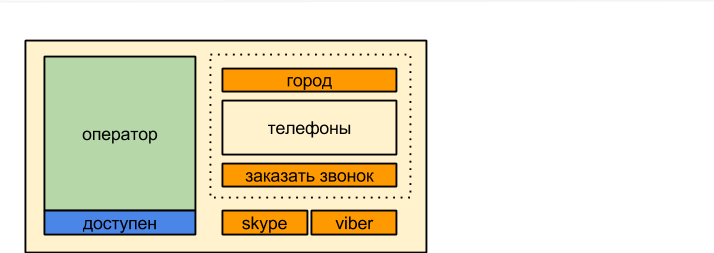 оператор
доступен
город
телефоны
заказать звонок
skype
viber